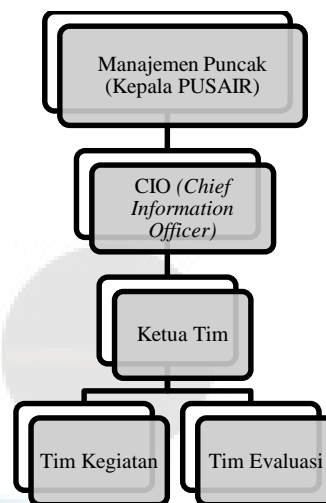 Manajemen Puncak
(Kepala PUSAIR)
CIO (Chief
Information
Officer)
Ketua Tim
Tim Kegiatan
Tim Evaluasi